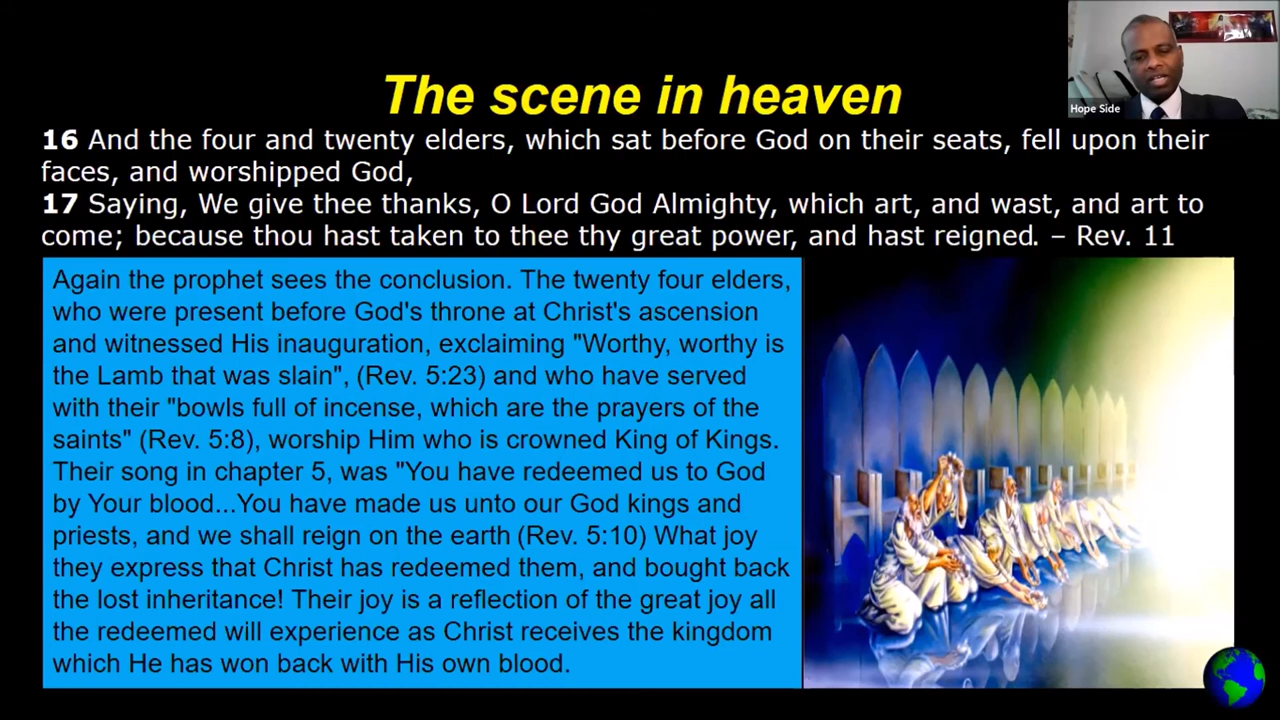 The scene in heaven
Hope Side
16 And the four and twenty elders, which sat before God on their seats, fell upon their
faces, and worshipped God,
17 Saying, We give thee thanks, O Lord God Almighty, which art, and wast, and art to
come; because thou hast taken to thee thy great power, and hast reigned. – Rev. 11
Again the prophet sees the conclusion. The twenty four elders,
who were present before God's throne at Christ's ascension
and witnessed His inauguration, exclaiming "Worthy, worthy is
the Lamb that was slain", (Rev. 5:23) and who have served
with their "bowls full of incense, which are the prayers of the
saints" (Rev. 5:8), worship Him who is crowned King of Kings.
Their song in chapter 5, was "You have redeemed us to God
by Your blood...You have made us unto our God kings and
priests, and we shall reign on the earth (Rev. 5:10) What joy
they express that Christ has redeemed them, and bought back
the lost inheritance! Their joy is a reflection of the great joy all
the redeemed will experience as Christ receives the kingdom
which He has won back with His own blood.